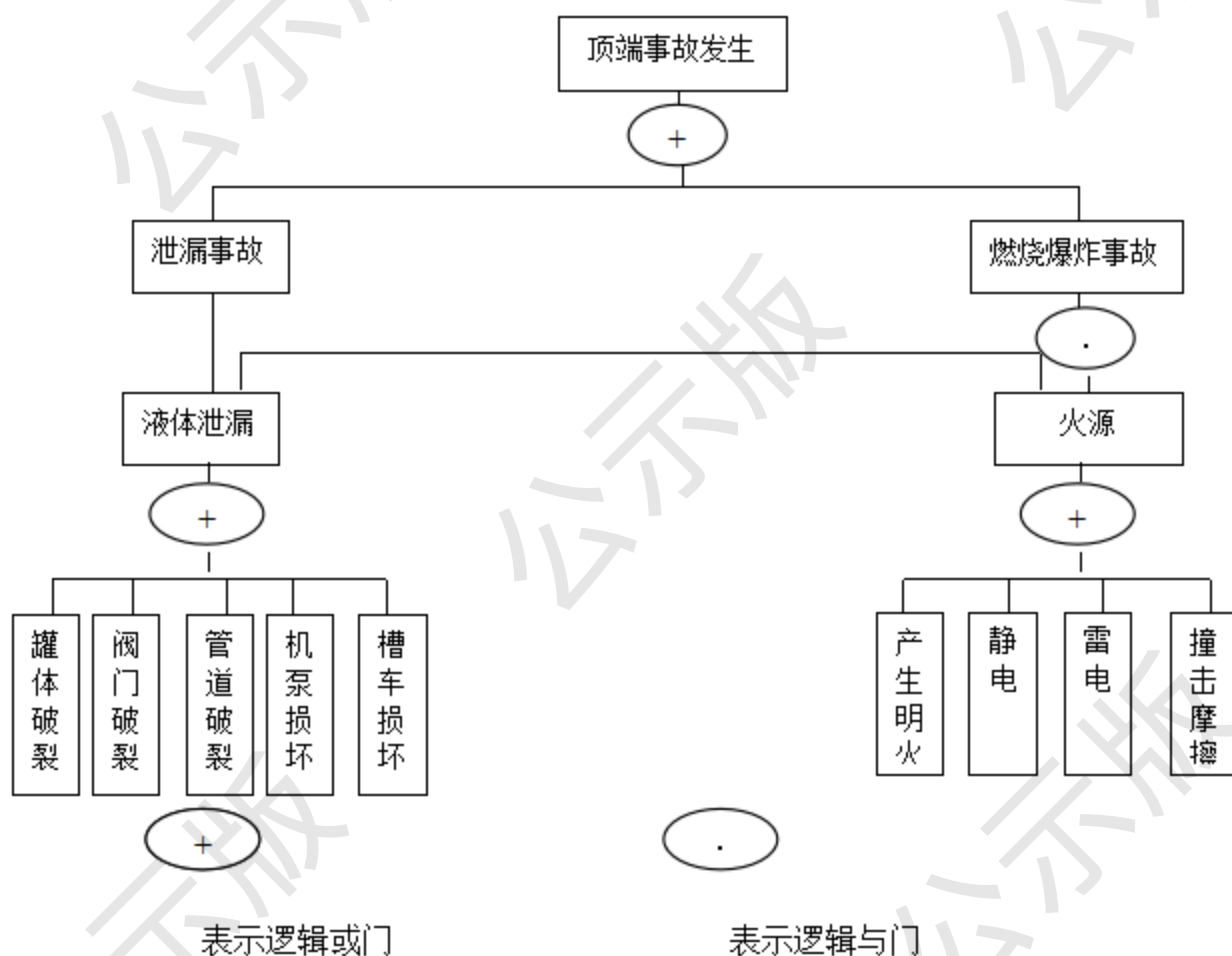 顶端事故发生
+
泄漏事故
燃烧爆炸事故
.
液体泄漏
火源
+
+
罐体破裂
阀门破裂
管道破裂
机泵损坏
槽车损坏
产生明火
静电
雷电
撞击摩擦
+
.
表示逻辑或门
表示逻辑与门
公示版
公示版
公示版